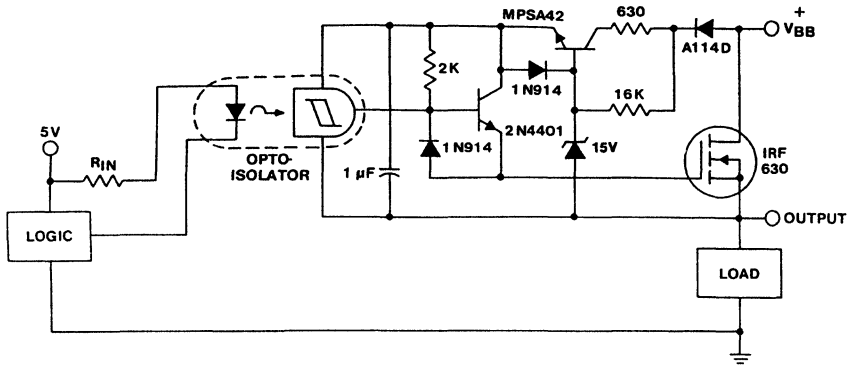 MPSA42
630
+
V_BB
A114D
2K
1N914
16K
5V
R_IN
OPTO-
ISOLATOR
1 µF
1N914
2N4401
15V
IRF
630
LOGIC
OUTPUT
LOAD